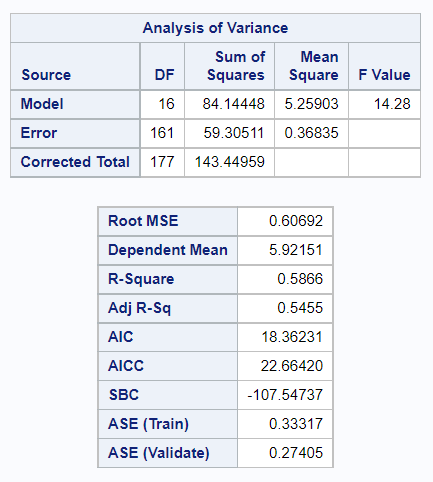 Analysis of Variance
Source DF Sum of Squares Mean Square F Value
Model 16 84.14448 5.25903 14.28
Error 161 59.30511 0.36835
Corrected Total 177 143.44959
Root MSE 0.60692
Dependent Mean 5.92151
R-Square 0.5866
Adj R-Sq 0.5455
AIC 18.36231
AICC 22.66420
SBC -107.54737
ASE (Train) 0.33317
ASE (Validate) 0.27405